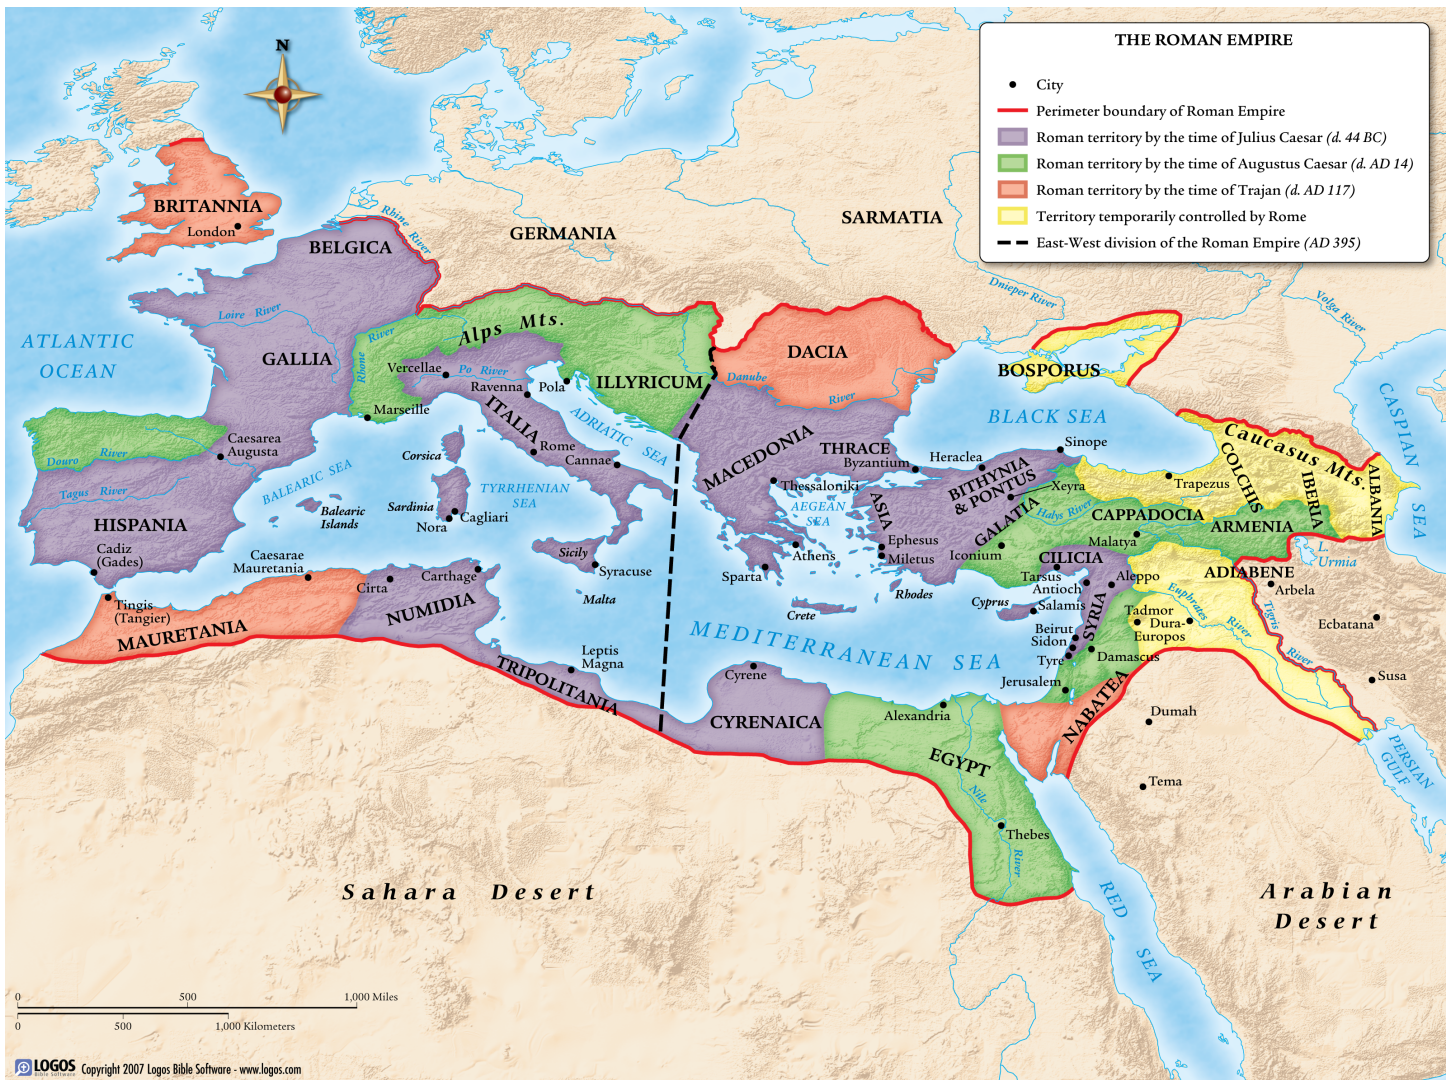 N
THE ROMAN EMPIRE
City
Perimeter boundary of Roman Empire
Roman territory by the time of Julius Caesar (d. 44 BC)
Roman territory by the time of Augustus Caesar (d. AD 14)
Roman territory by the time of Trajan (d. AD 117)
Territory temporarily controlled by Rome
East-West division of the Roman Empire (AD 395)
BRITANNIA
London
BELGICA
Rhine River
GERMANIA
SARMATIA
Dnieper River
Volga River
ATLANTIC
OCEAN
Loire River
GALLIA
Rhone River
Alps Mts.
Vercellae
Po River
Ravenna
Pola
ILLYRICUM
DACIA
Danube
River
BOSPORUS
BLACK SEA
CASPIAN
SEA
Marseille
ITALIA
ADRIATIC SEA
Rome
Cannae
Corsica
Sardinia
Nora
Cagliari
TYRRHENIAN
SEA
Caesarea
Augusta
Douro River
Tagus River
BALEARIC SEA
Balearic
Islands
HISPANIA
Cadiz
(Gades)
Tingis
(Tangier)
Caesarae
Mauretania
Cirta
Carthage
MAURETANIA
NUMIDIA
Sicily
Syracuse
Malta
MACEDONIA
THRACE
Byzantium
Thessaloniki
AEGEAN
SEA
Athens
Sparta
Crete
ASIA
Ephesus
Miletus
Rhodes
Heraclea
Sinope
BITHYNIA
& PONTUS
Xeyra
GALATIA
Halys River
Iconium
CAPPADOCIA
Malatya
CILICIA
Tarsus
Antioch
Aleppo
Cyprus
Salamis
Trapezus
Caucasus Mts.
COLCHIS
IBERIA
ALBANIA
ARMENIA
L.
Urmia
ADIABENE
Arbela
Ecbatana
Susa
Euphrates
River
Tigris
River
SYRIA
Tadmor
Dura-
Europos
Beirut
Sidon
Tyre
Damascus
Jerusalem
NABATEA
Dumah
Tema
PERSIAN
GULF
MEDITERRANEAN SEA
Leptis
Magna
TRIPOLITANIA
Cyrene
CYRENAICA
Alexandria
EGYPT
Nile
River
Thebes
RED
SEA
Sahara Desert
Arabian
Desert
0 500 1,000 Miles
0 500 1,000 Kilometers
LOGOS
Bible Software
Copyright 2007 Logos Bible Software - www.logos.com